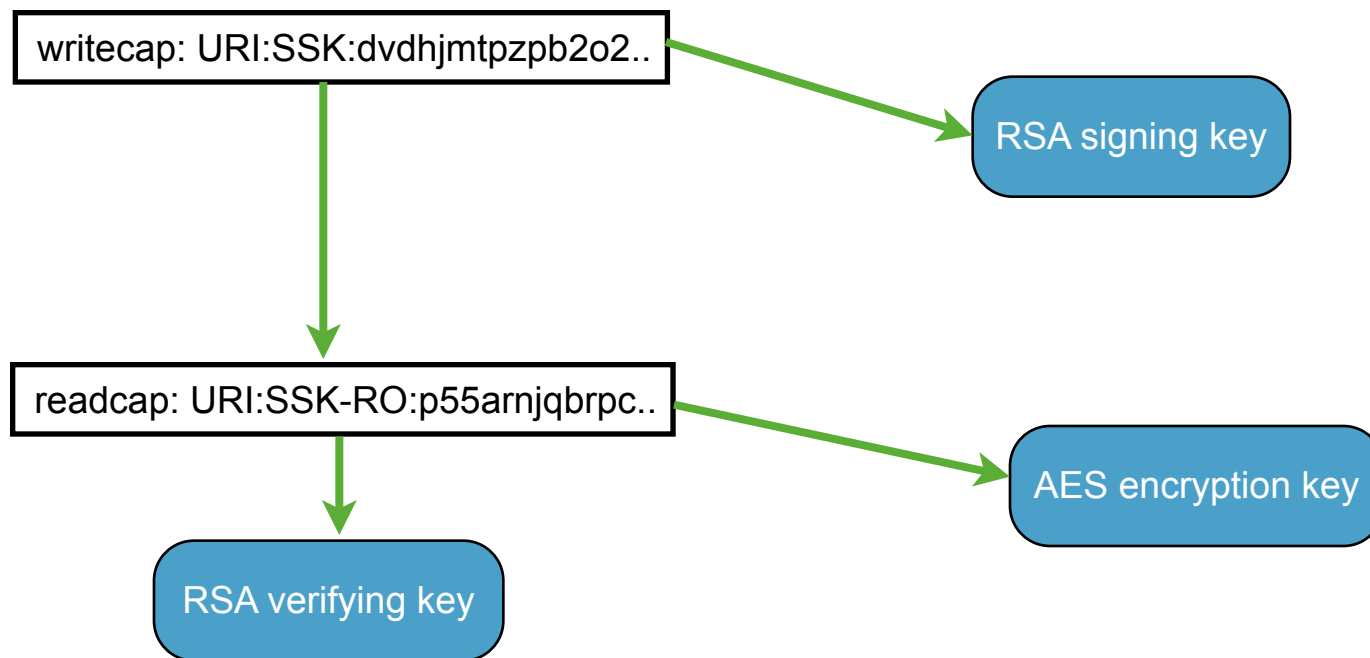 writecap: URI:SSK:dvdhjmtpzpb2o2..
RSA signing key
readcap: URI:SSK-RO:p55arnjqbrpc..
AES encryption key
RSA verifying key